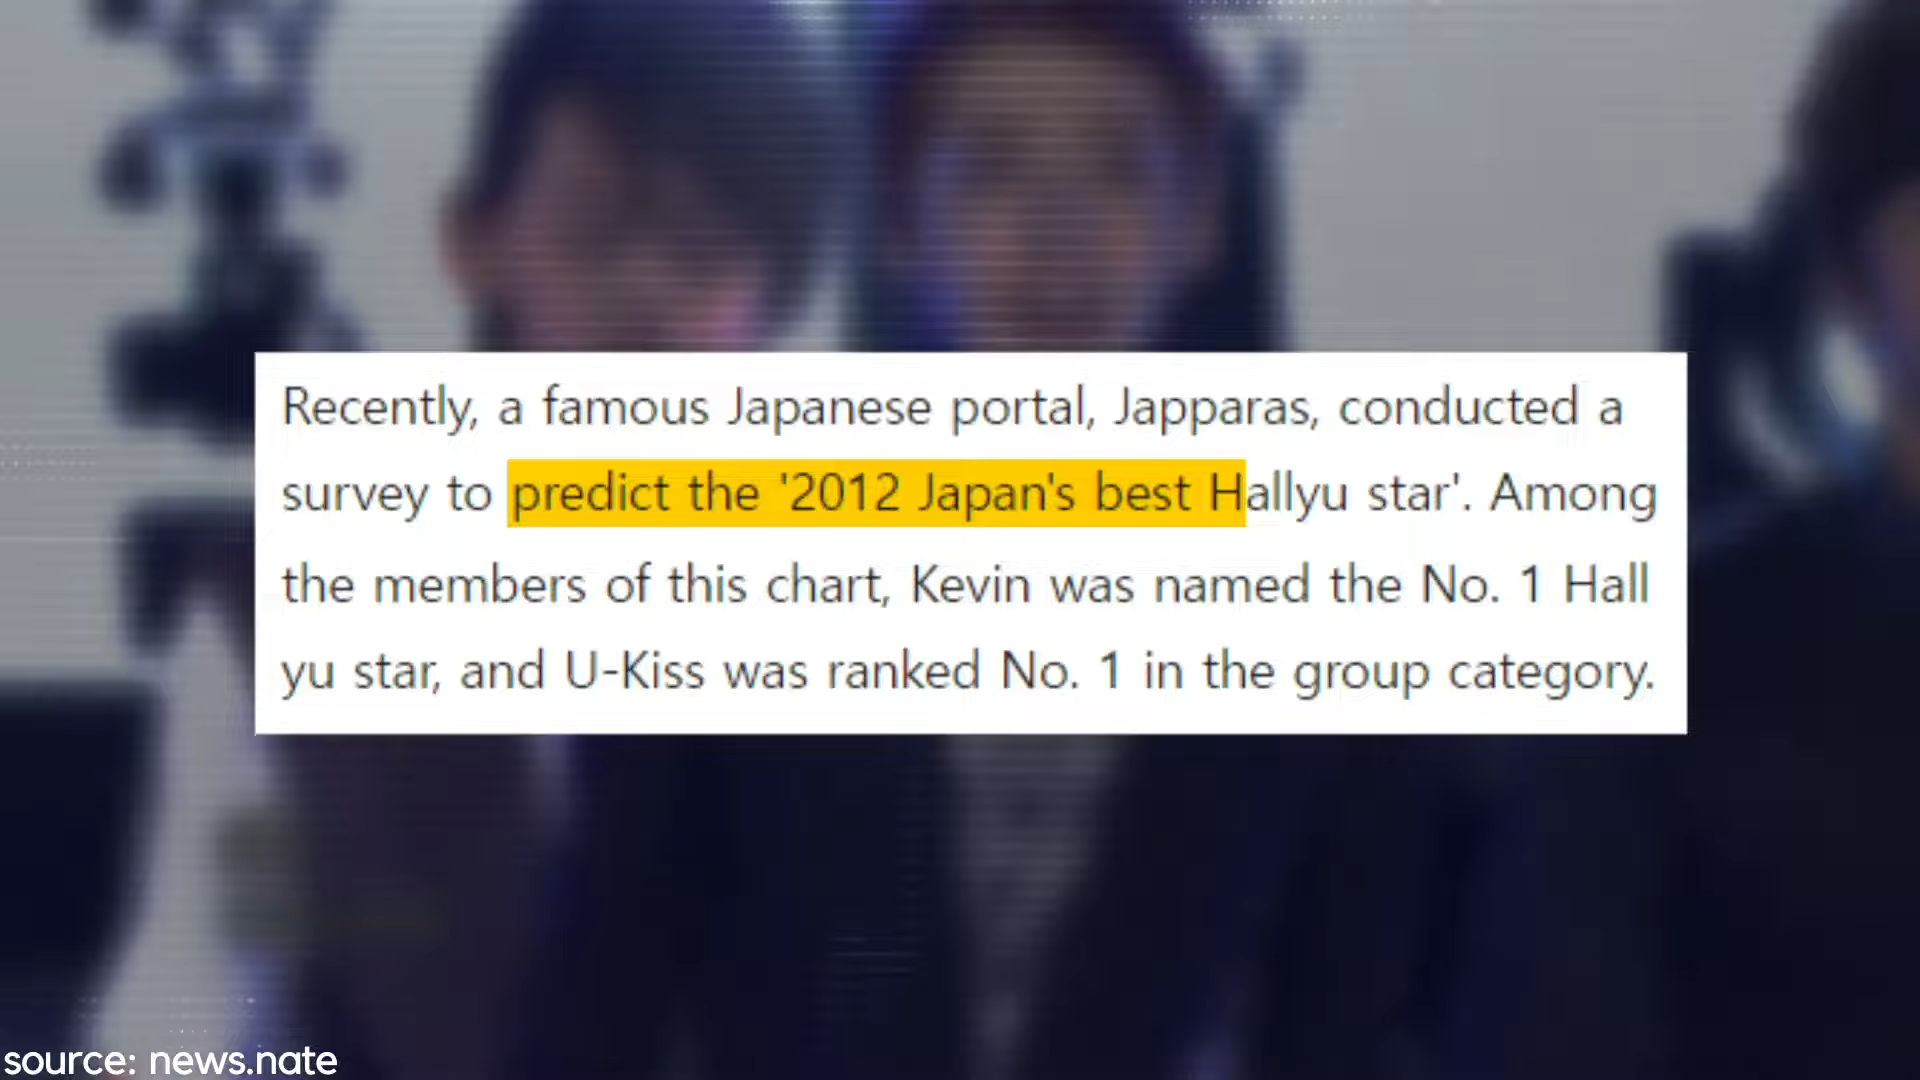 Recently, a famous Japanese portal, Japparas, conducted a
survey to predict the '2012 Japan's best Hallyu star'. Among
the members of this chart, Kevin was named the No. 1 Hall
yu star, and U-Kiss was ranked No. 1 in the group category.
source: news.nate